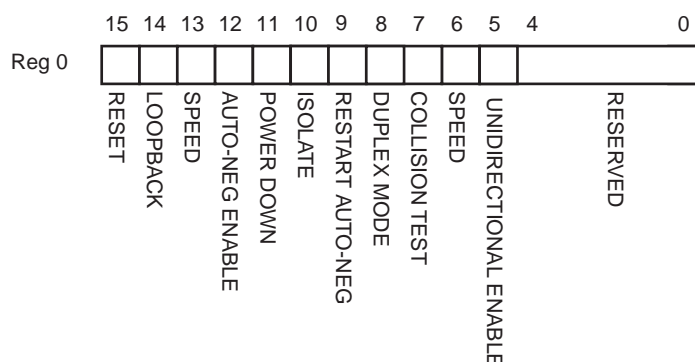 15 14 13 12 11 10 9 8 7 6 5 4 0
Reg 0
RESET
LOOPBACK
SPEED
AUTO-NEG ENABLE
POWER DOWN
ISOLATE
RESTART AUTO-NEG
DUPLEX MODE
COLLISION TEST
SPEED
UNIDIRECTIONAL ENABLE
RESERVED